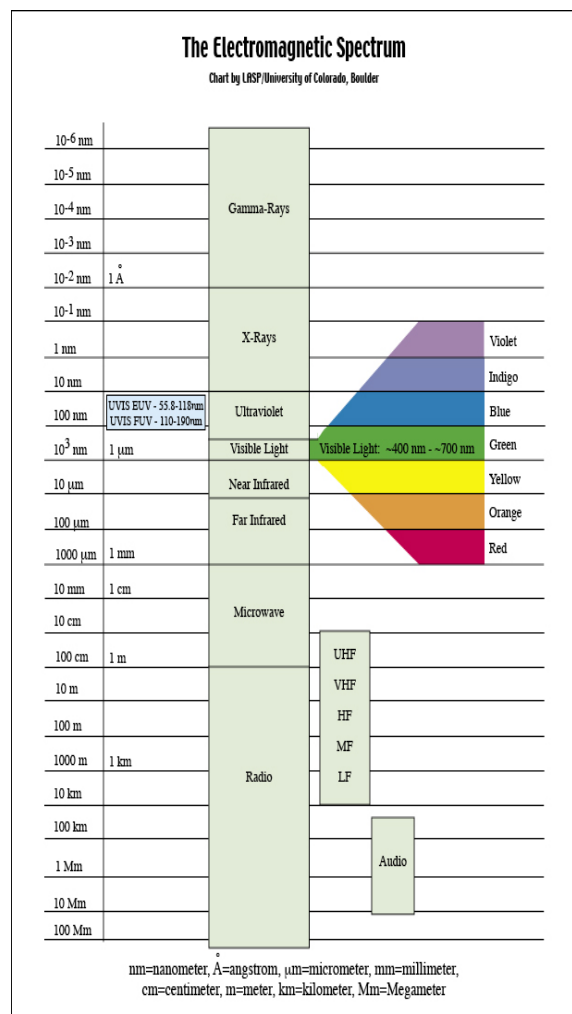 The Electromagnetic Spectrum
Chart by LASP/University of Colorado, Boulder
10-6 nm
10-5 nm
10-4 nm
Gamma-Rays
10-3 nm
10-2 nm 1 Å
10-1 nm
X-Rays
1 nm
Violet
10 nm
Indigo
UVIS EUV - 55.8-118nm
UVIS FUV - 110-190nm
100 nm
Ultraviolet
Blue
103 nm 1 μm
Visible Light
Visible Light: ~400 nm - ~700 nm
Green
10 μm
Near Infrared
Yellow
100 μm
Far Infrared
Orange
1000 μm 1 mm
Red
10 mm 1 cm
Microwave
10 cm
100 cm 1 m
UHF
10 m
VHF
100 m
HF
MF
1000 m 1 km
Radio
LF
10 km
100 km
1 Mm
Audio
10 Mm
100 Mm
nm=nanometer, Å=angstrom, μm=micrometer, mm=millimeter,
cm=centimeter, m=meter, km=kilometer, Mm=Megameter